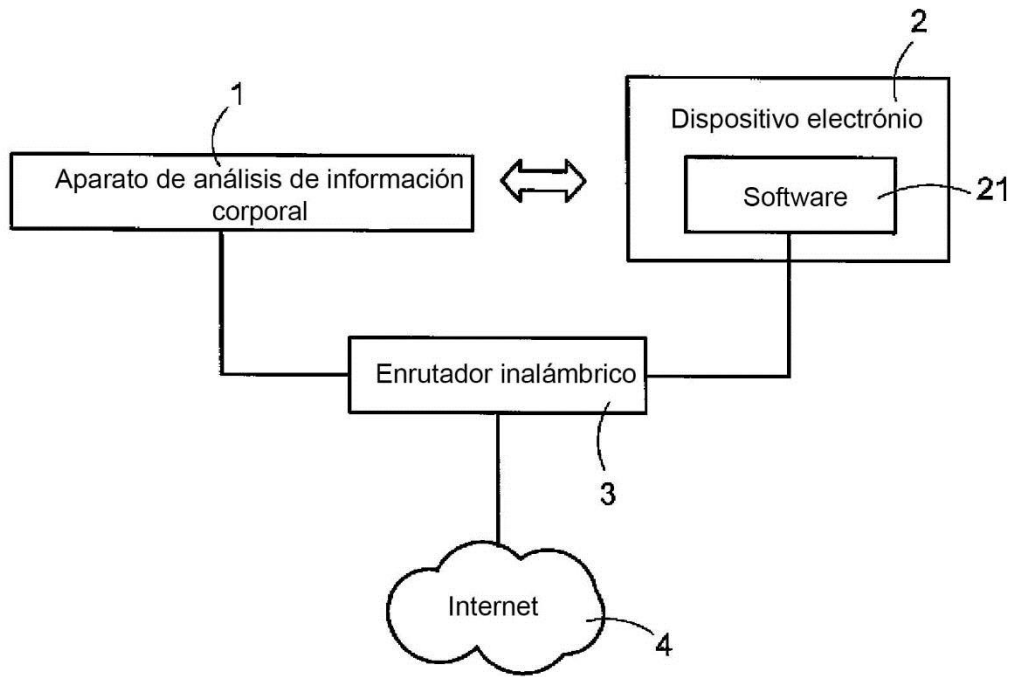 2
1
Dispositivo electrónio
Aparato de análisis de información
corporal
Software
21
Enrutador inalámbrico
3
Internet
4